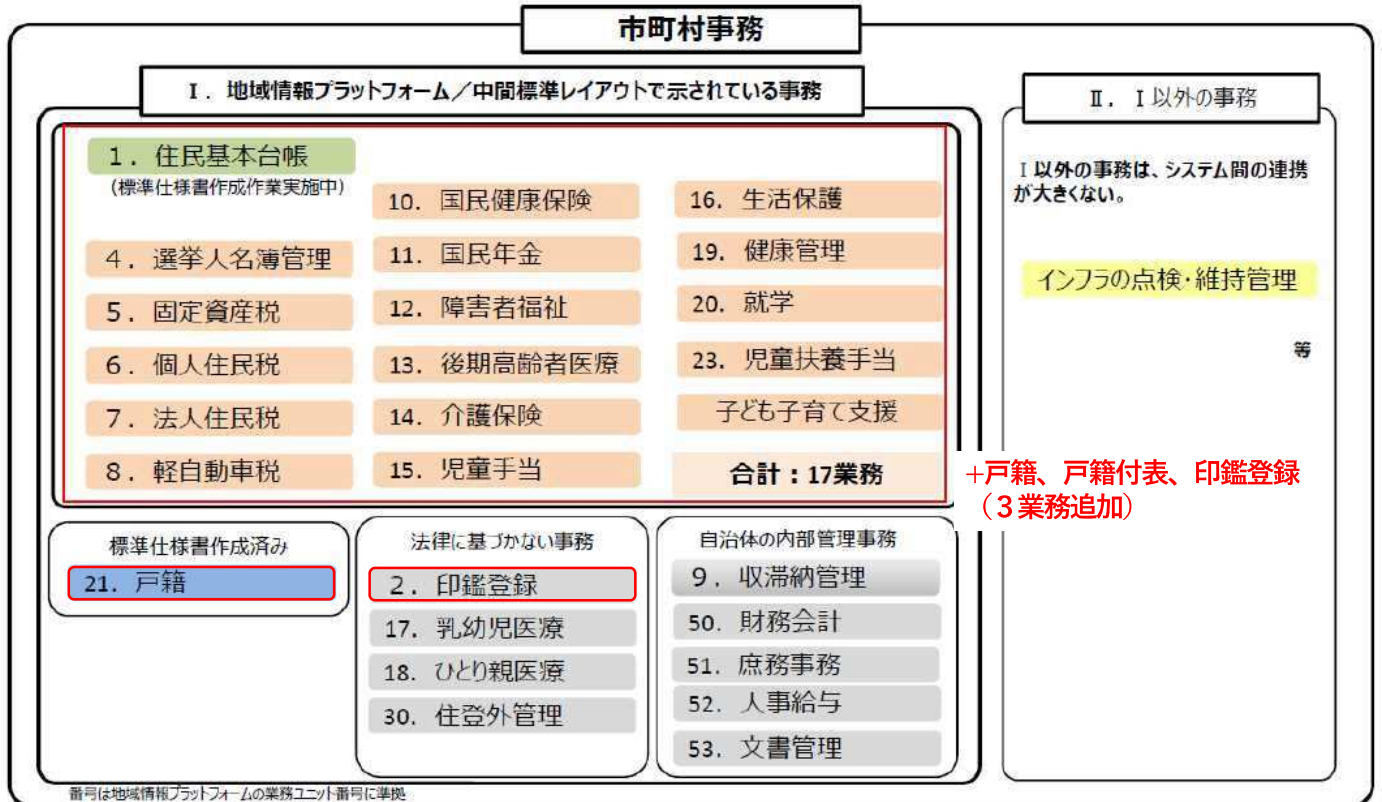 市町村事務
Ⅰ．地域情報プラットフォーム／中間標準レイアウトで示されている事務
1．住民基本台帳
（標準仕様書作成作業実施中）
4．選挙人名簿管理
5．固定資産税
6．個人住民税
7．法人住民税
8．軽自動車税
10．国民健康保険
11．国民年金
12．障害者福祉
13．後期高齢者医療
14．介護保険
15．児童手当
16．生活保護
19．健康管理
20．就学
23．児童扶養手当
子ども子育て支援
合計：17業務
+戸籍、戸籍付表、印鑑登録
（３業務追加）
標準仕様書作成済み
21．戸籍
法律に基づかない事務
2．印鑑登録
17．乳幼児医療
18．ひとり親医療
30．住登外管理
自治体の内部管理事務
9．収滞納管理
50．財務会計
51．庶務事務
52．人事給与
53．文書管理
Ⅱ．Ⅰ以外の事務
Ⅰ以外の事務は、システム間の連携
が大きくない。
インフラの点検・維持管理
等
番号は地域情報プラットフォームの業務ユニット番号に準拠